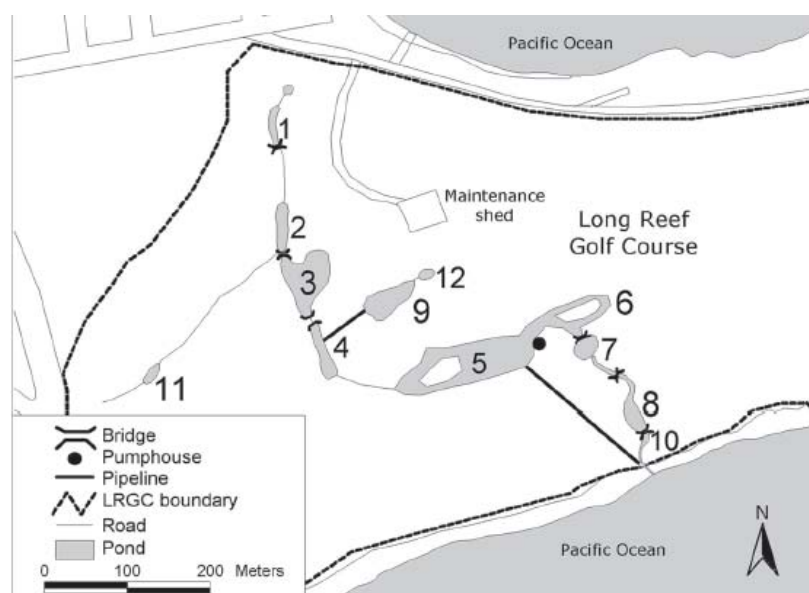 Pacific Ocean
1
Maintenance
shed
Long Reef
Golf Course
2
3
12
9
6
4
5
7
11
8
10
Bridge
Pumphouse
Pipeline
LRGC boundary
Road
Pond
0 100 200 Meters
N
Pacific Ocean